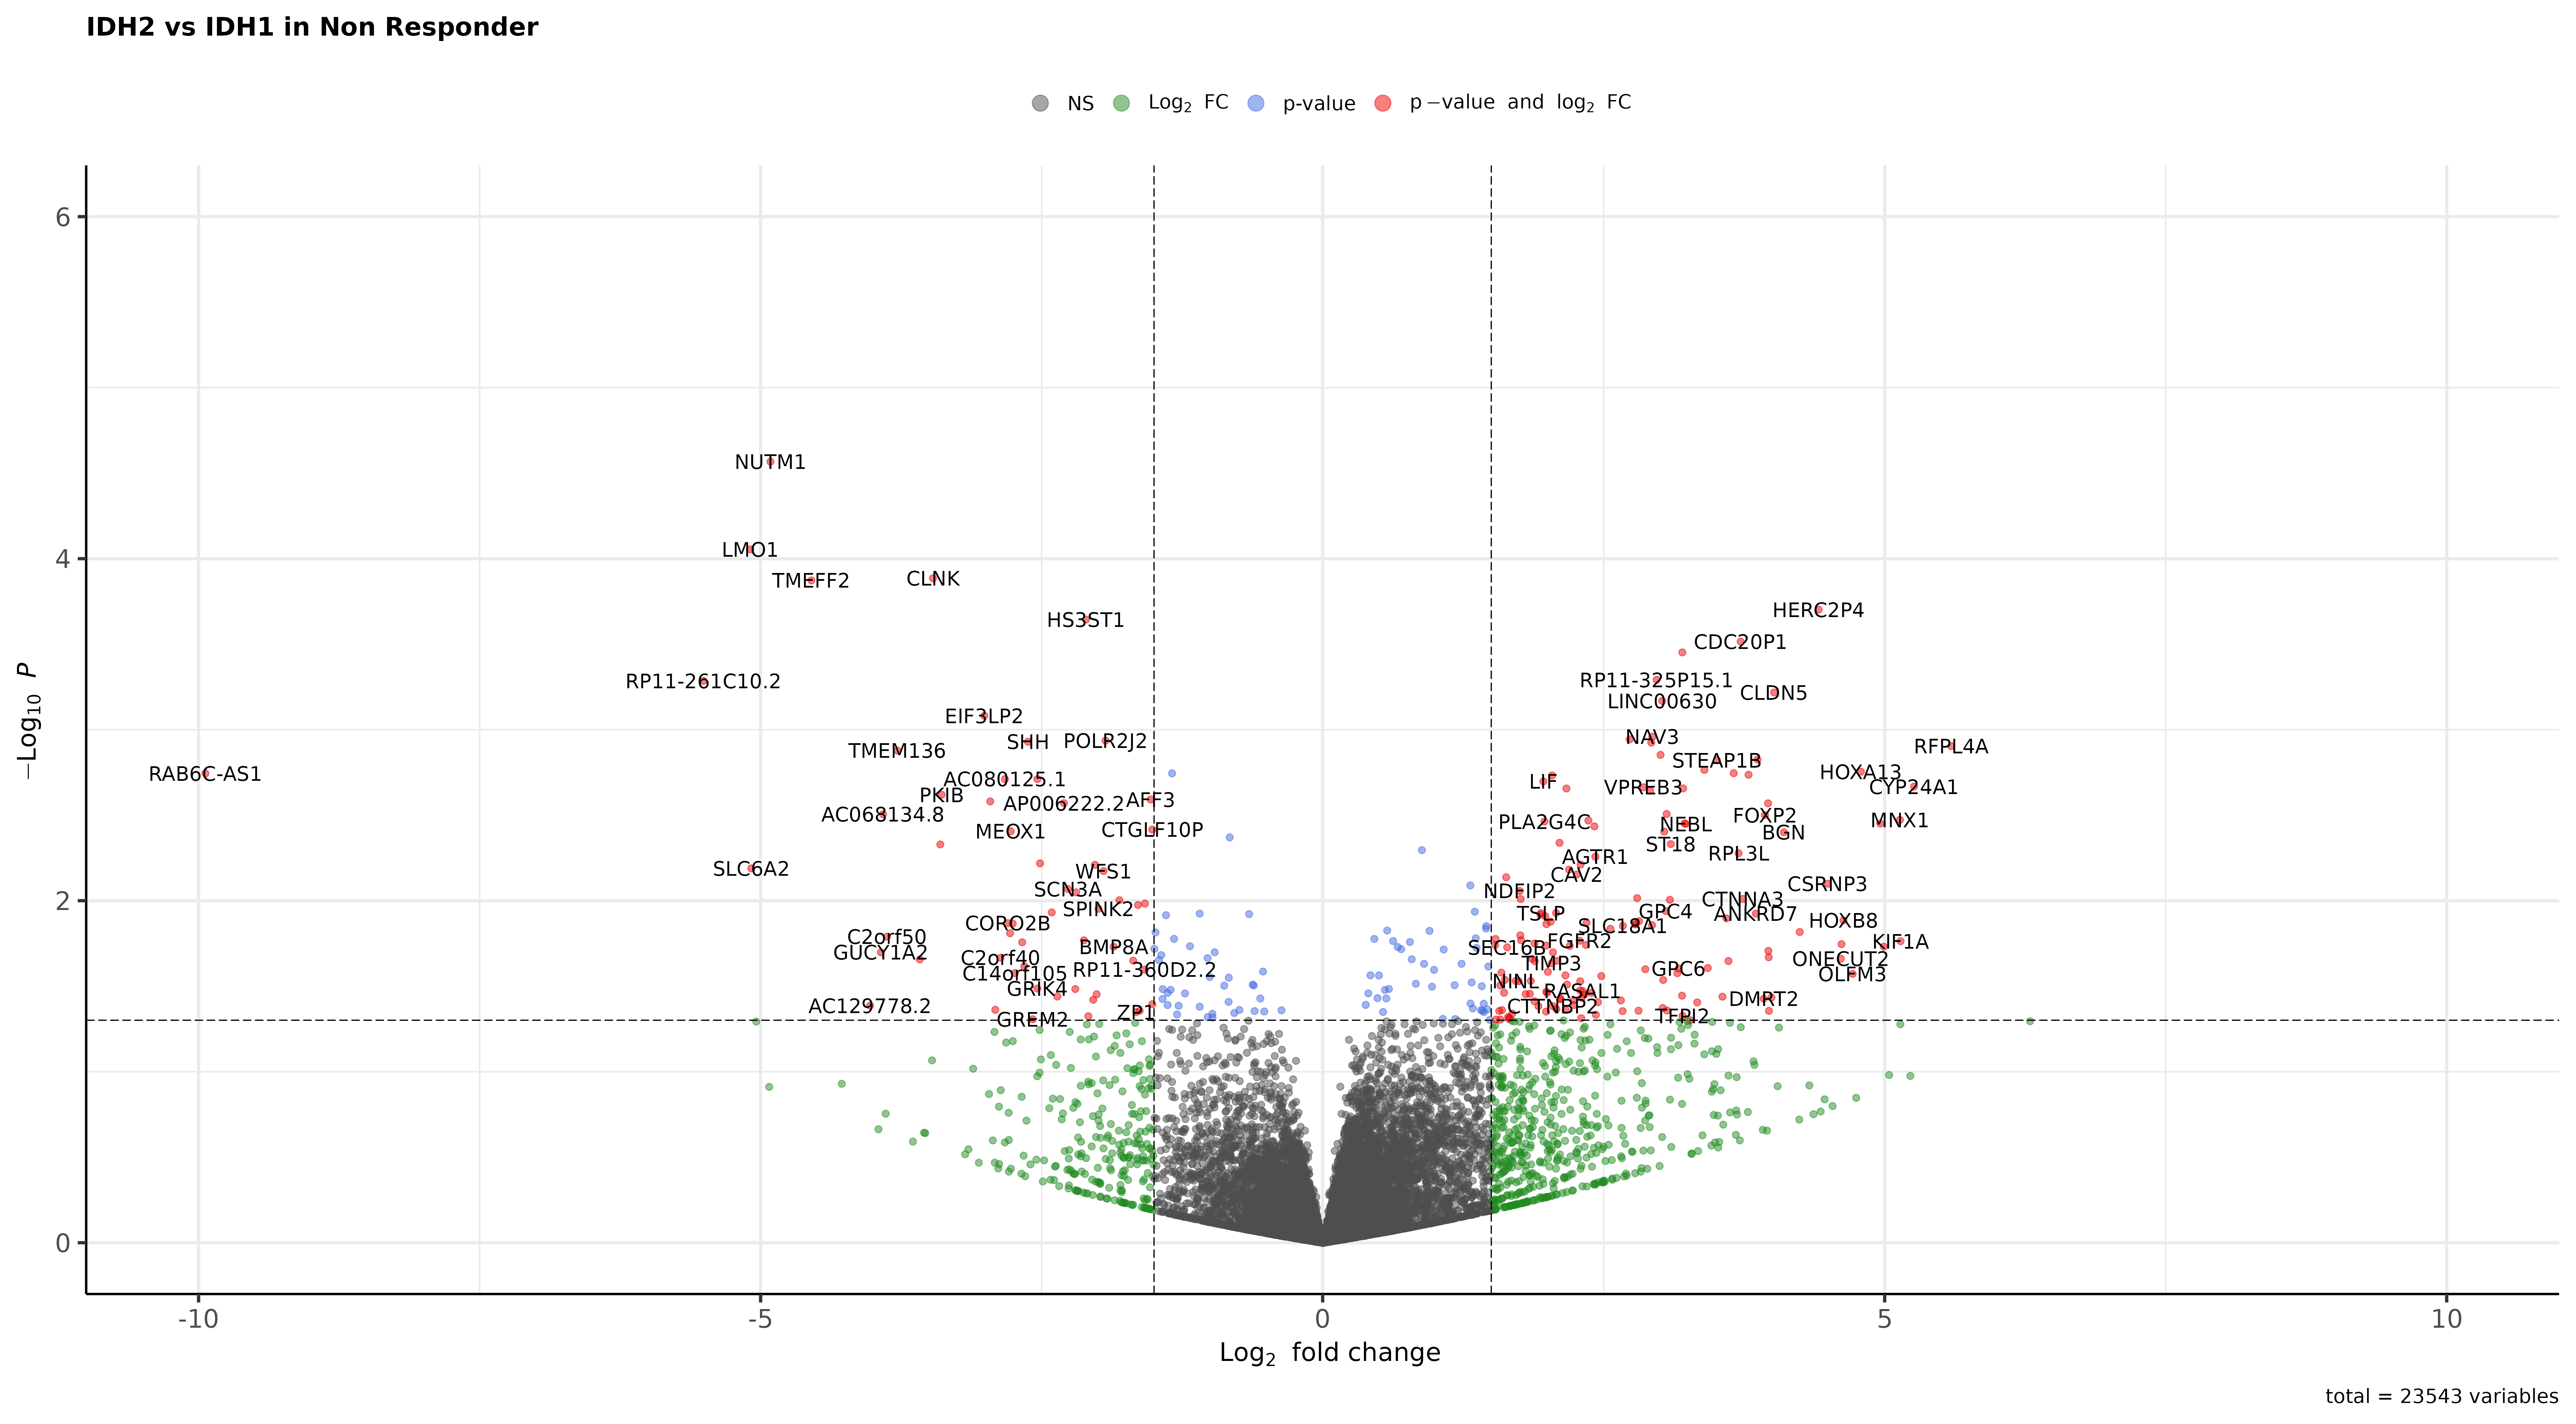 IDH2 vs IDH1 in Non Responder
NS Log2 FC p-value p−value and log2 FC
6
4
2
0
−Log10 P
NUTM1
LMO1
TMEFF2 CLNK
HS3ST1 HERC2P4
CDC20P1
RP11-261C10.2 RP11-325P15.1
CLDN5
LINC00630
EIF3LP2
SHH POLR2J2 NAV3
TMEM136 RFPL4A
STEAP1B
RAB6C-AS1 HOXA13
AC080125.1 LIF VPREB3 CYP24A1
PKIB AP006222.2 AFF3
AC068134.8 FOXP2
PLA2G4C NEBL MNX1
MEOX1 CTGLF10P BGN
ST18
RPL3L
AGTR1
SLC6A2 WFS1 CAV2
CSRNP3
SCN3A NDFIP2
CTNNA3
SPINK2 TSLP GPC4 ANKRD7
CORO2B SLC18A1 HOXB8
C2orf50 FGFR2 KIF1A
GUCY1A2 BMP8A SEC16B
C2orf40 TIMP3 ONECUT2
C14orf105 RP11-360D2.2 GPC6 OLFM3
GRIK4 NINL RASAL1
DMRT2
AC129778.2 ZP1 CTTNBP2
GREM2 TFPI2
-10 -5 0 5 10
Log2 fold change
total = 23543 variables